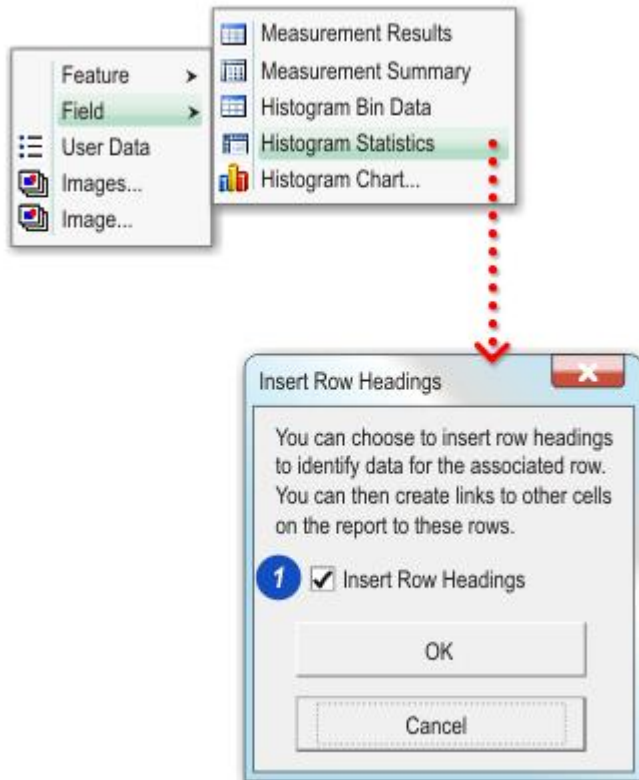 Feature
Field
User Data
Images...
Image...
Measurement Results
Measurement Summary
Histogram Bin Data
Histogram Statistics
Histogram Chart...
Insert Row Headings
You can choose to insert row headings
to identify data for the associated row.
You can then create links to other cells
on the report to these rows.
1 Insert Row Headings
OK
Cancel